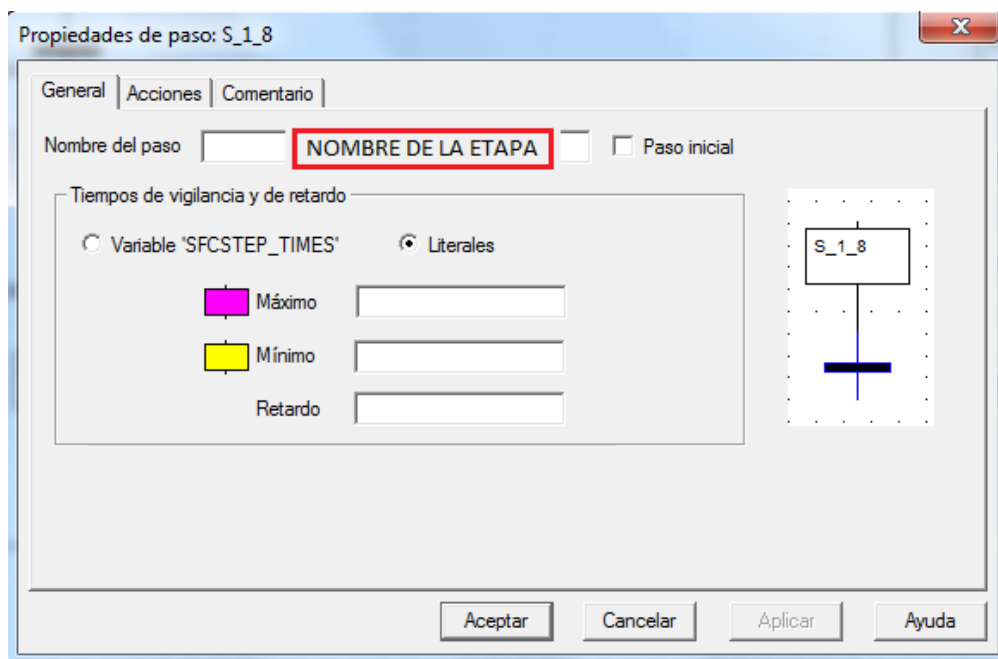 Propiedades de paso: S_1_8
General Acciones Comentario
Nombre del paso NOMBRE DE LA ETAPA Paso inicial
Tiempos de vigilancia y de retardo
Variable 'SFCSTEP_TIMES' Literales
S_1_8
Máximo
Mínimo
Retardo
Aceptar Cancelar Aplicar Ayuda